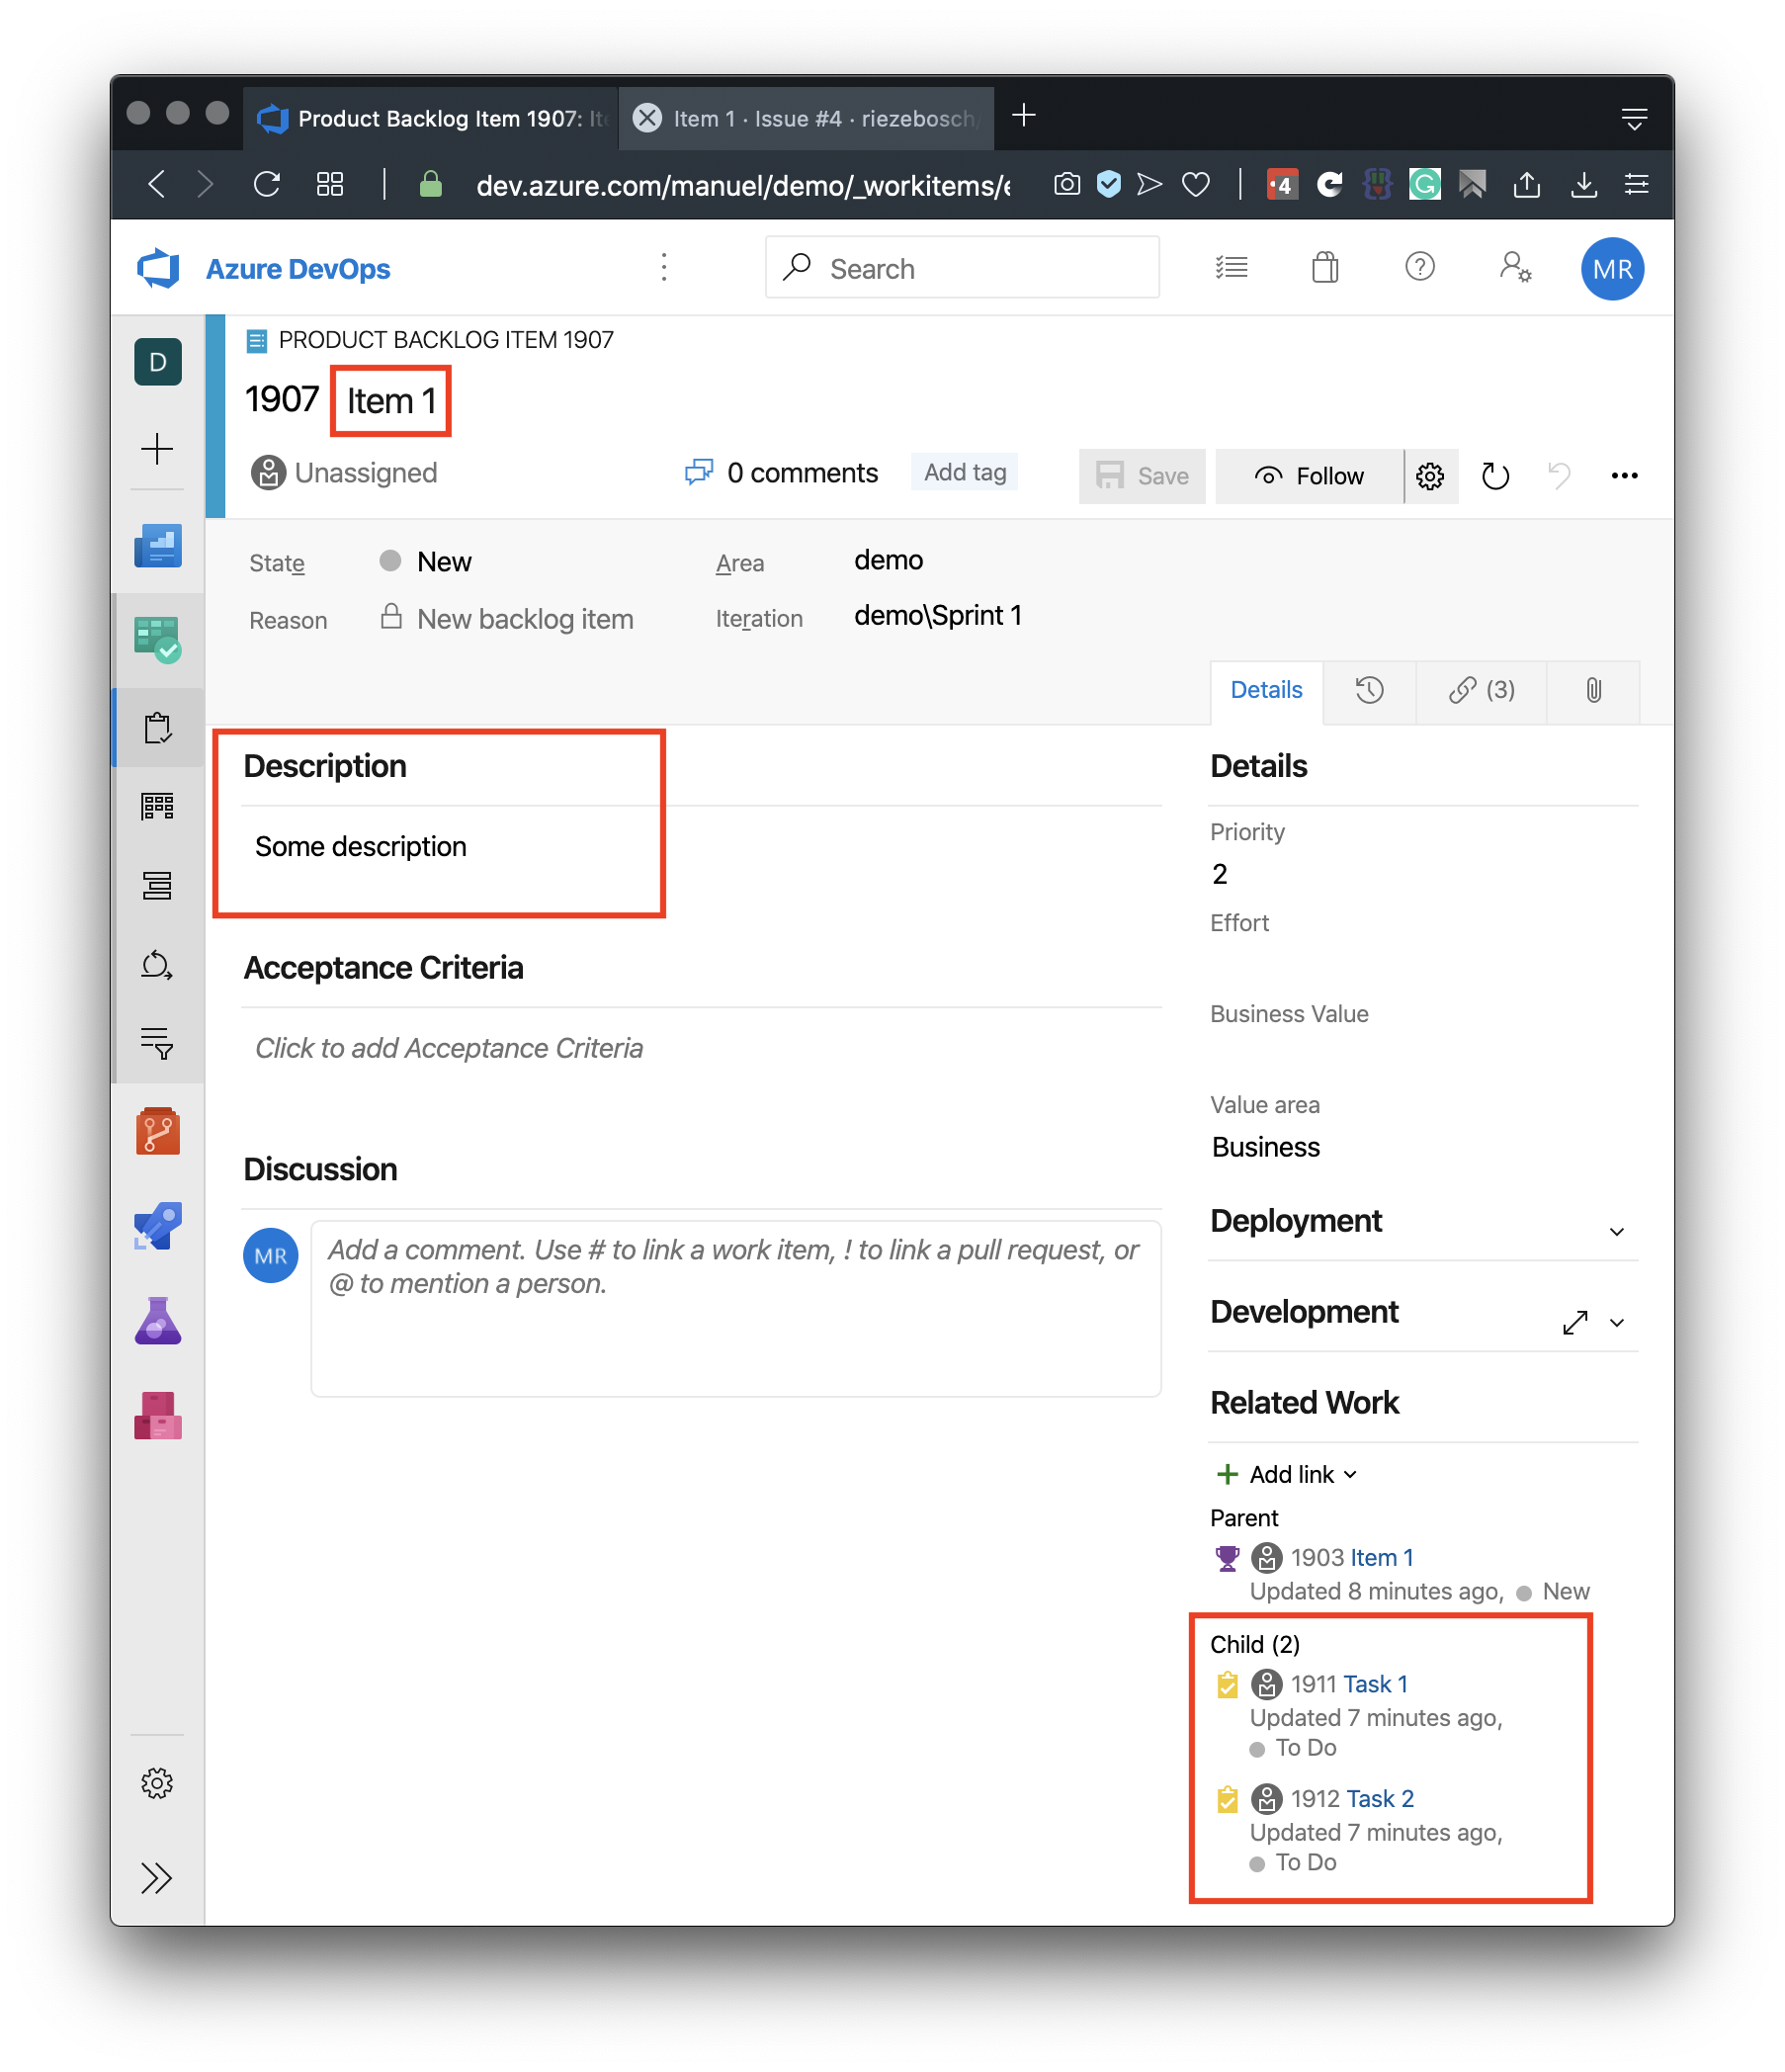 Product Backlog Item 1907: Ite
Item 1 · Issue #4 · riezebosch/
dev.azure.com/manuel/demo/_workitems/e
4
Azure DevOps
Search
MR
D
PRODUCT BACKLOG ITEM 1907
1907 Item 1
Unassigned
0 comments
Add tag
Save
Follow
State
New
Area
demo
Reason
New backlog item
Iteration
demo\Sprint 1
Details
(3)
Description
Some description
Acceptance Criteria
Click to add Acceptance Criteria
Discussion
MR
Add a comment. Use # to link a work item, ! to link a pull request, or
@ to mention a person.
Details
Priority
2
Effort
Business Value
Value area
Business
Deployment
Development
Related Work
Add link
Parent
1903 Item 1
Updated 8 minutes ago, New
Child (2)
1911 Task 1
Updated 7 minutes ago,
To Do
1912 Task 2
Updated 7 minutes ago,
To Do